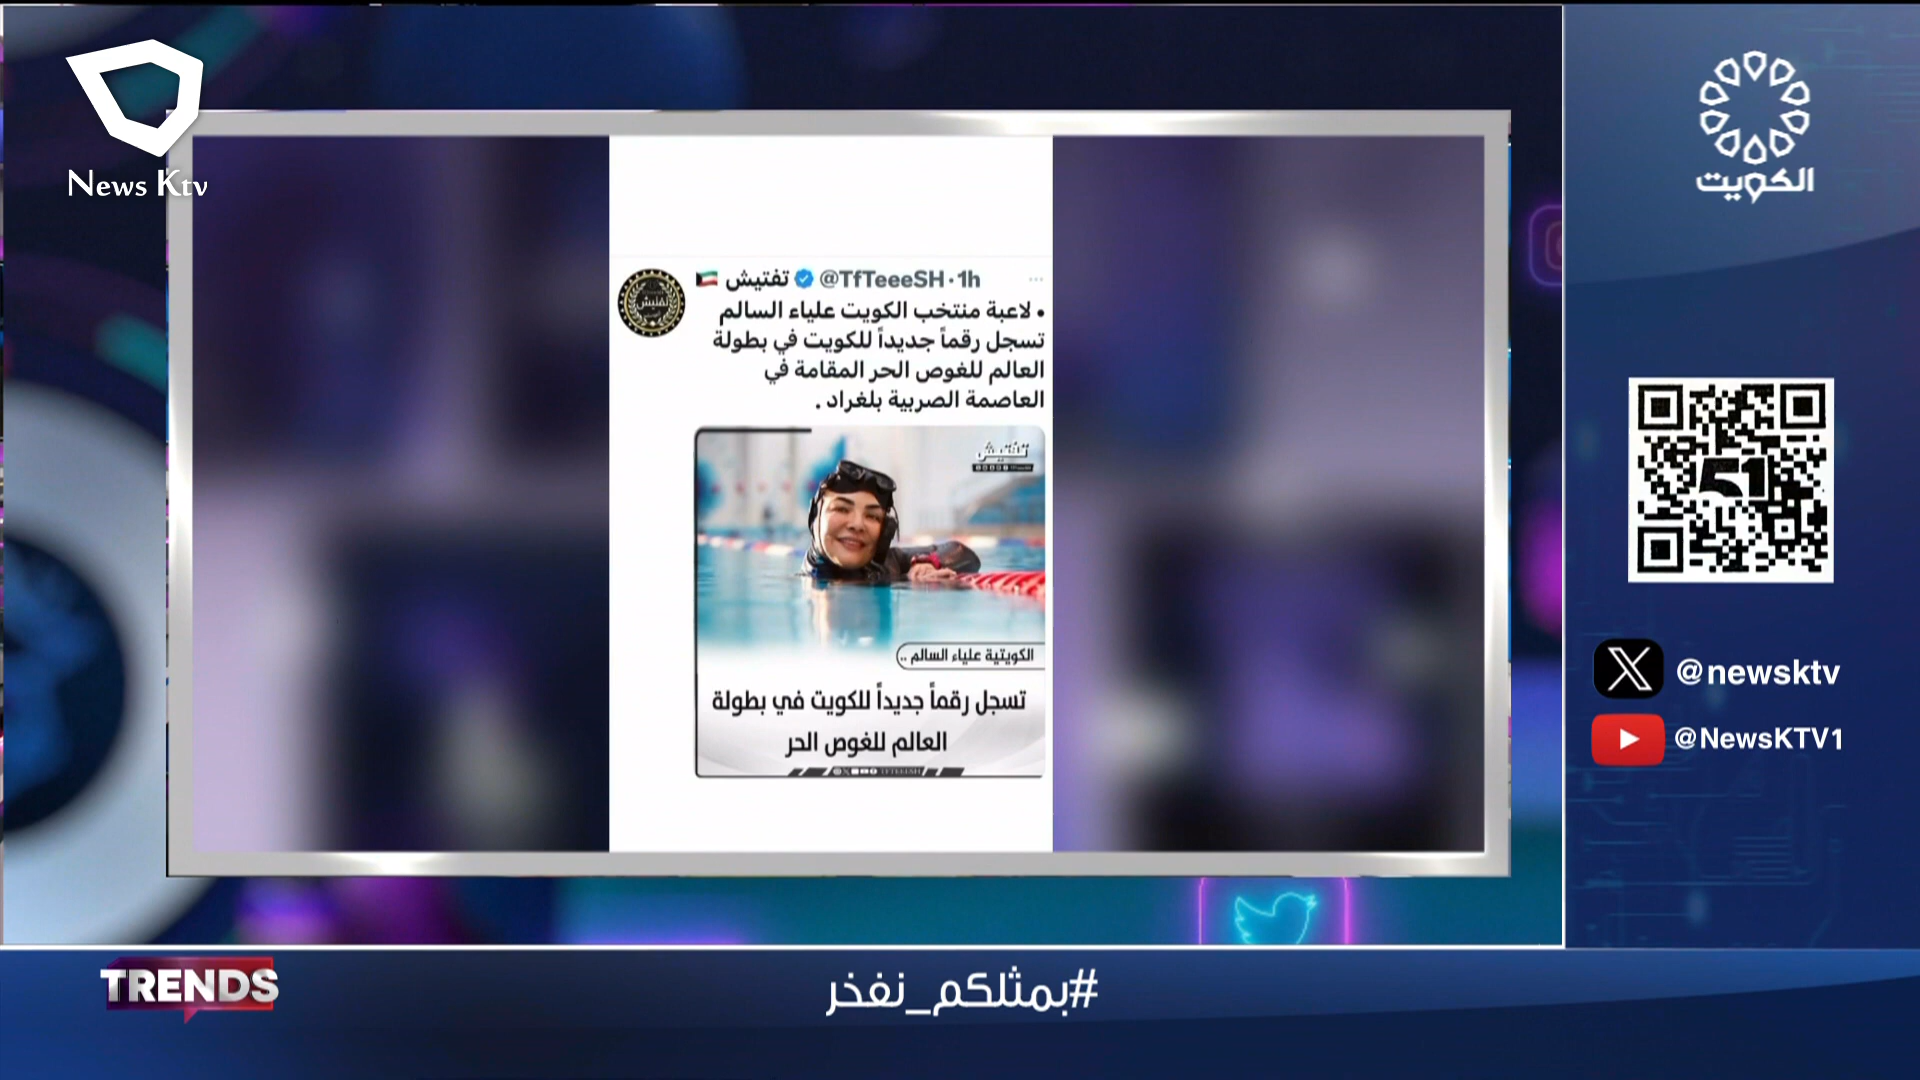 News Ktv
الكويت
تفتيش @TfTeeeSH · 1h
• لاعبة منتخب الكويت علياء السالم
تسجل رقماً جديداً للكويت في بطولة
العالم للغوص الحر المقامة في
العاصمة الصربية بلغراد .
تفتيش
الكويتية علياء السالم ..
تسجل رقماً جديداً للكويت في بطولة
العالم للغوص الحر
TFTEEESH
51
@newsktv
@NewsKTV1
TRENDS
#بمثلكم_نفخر